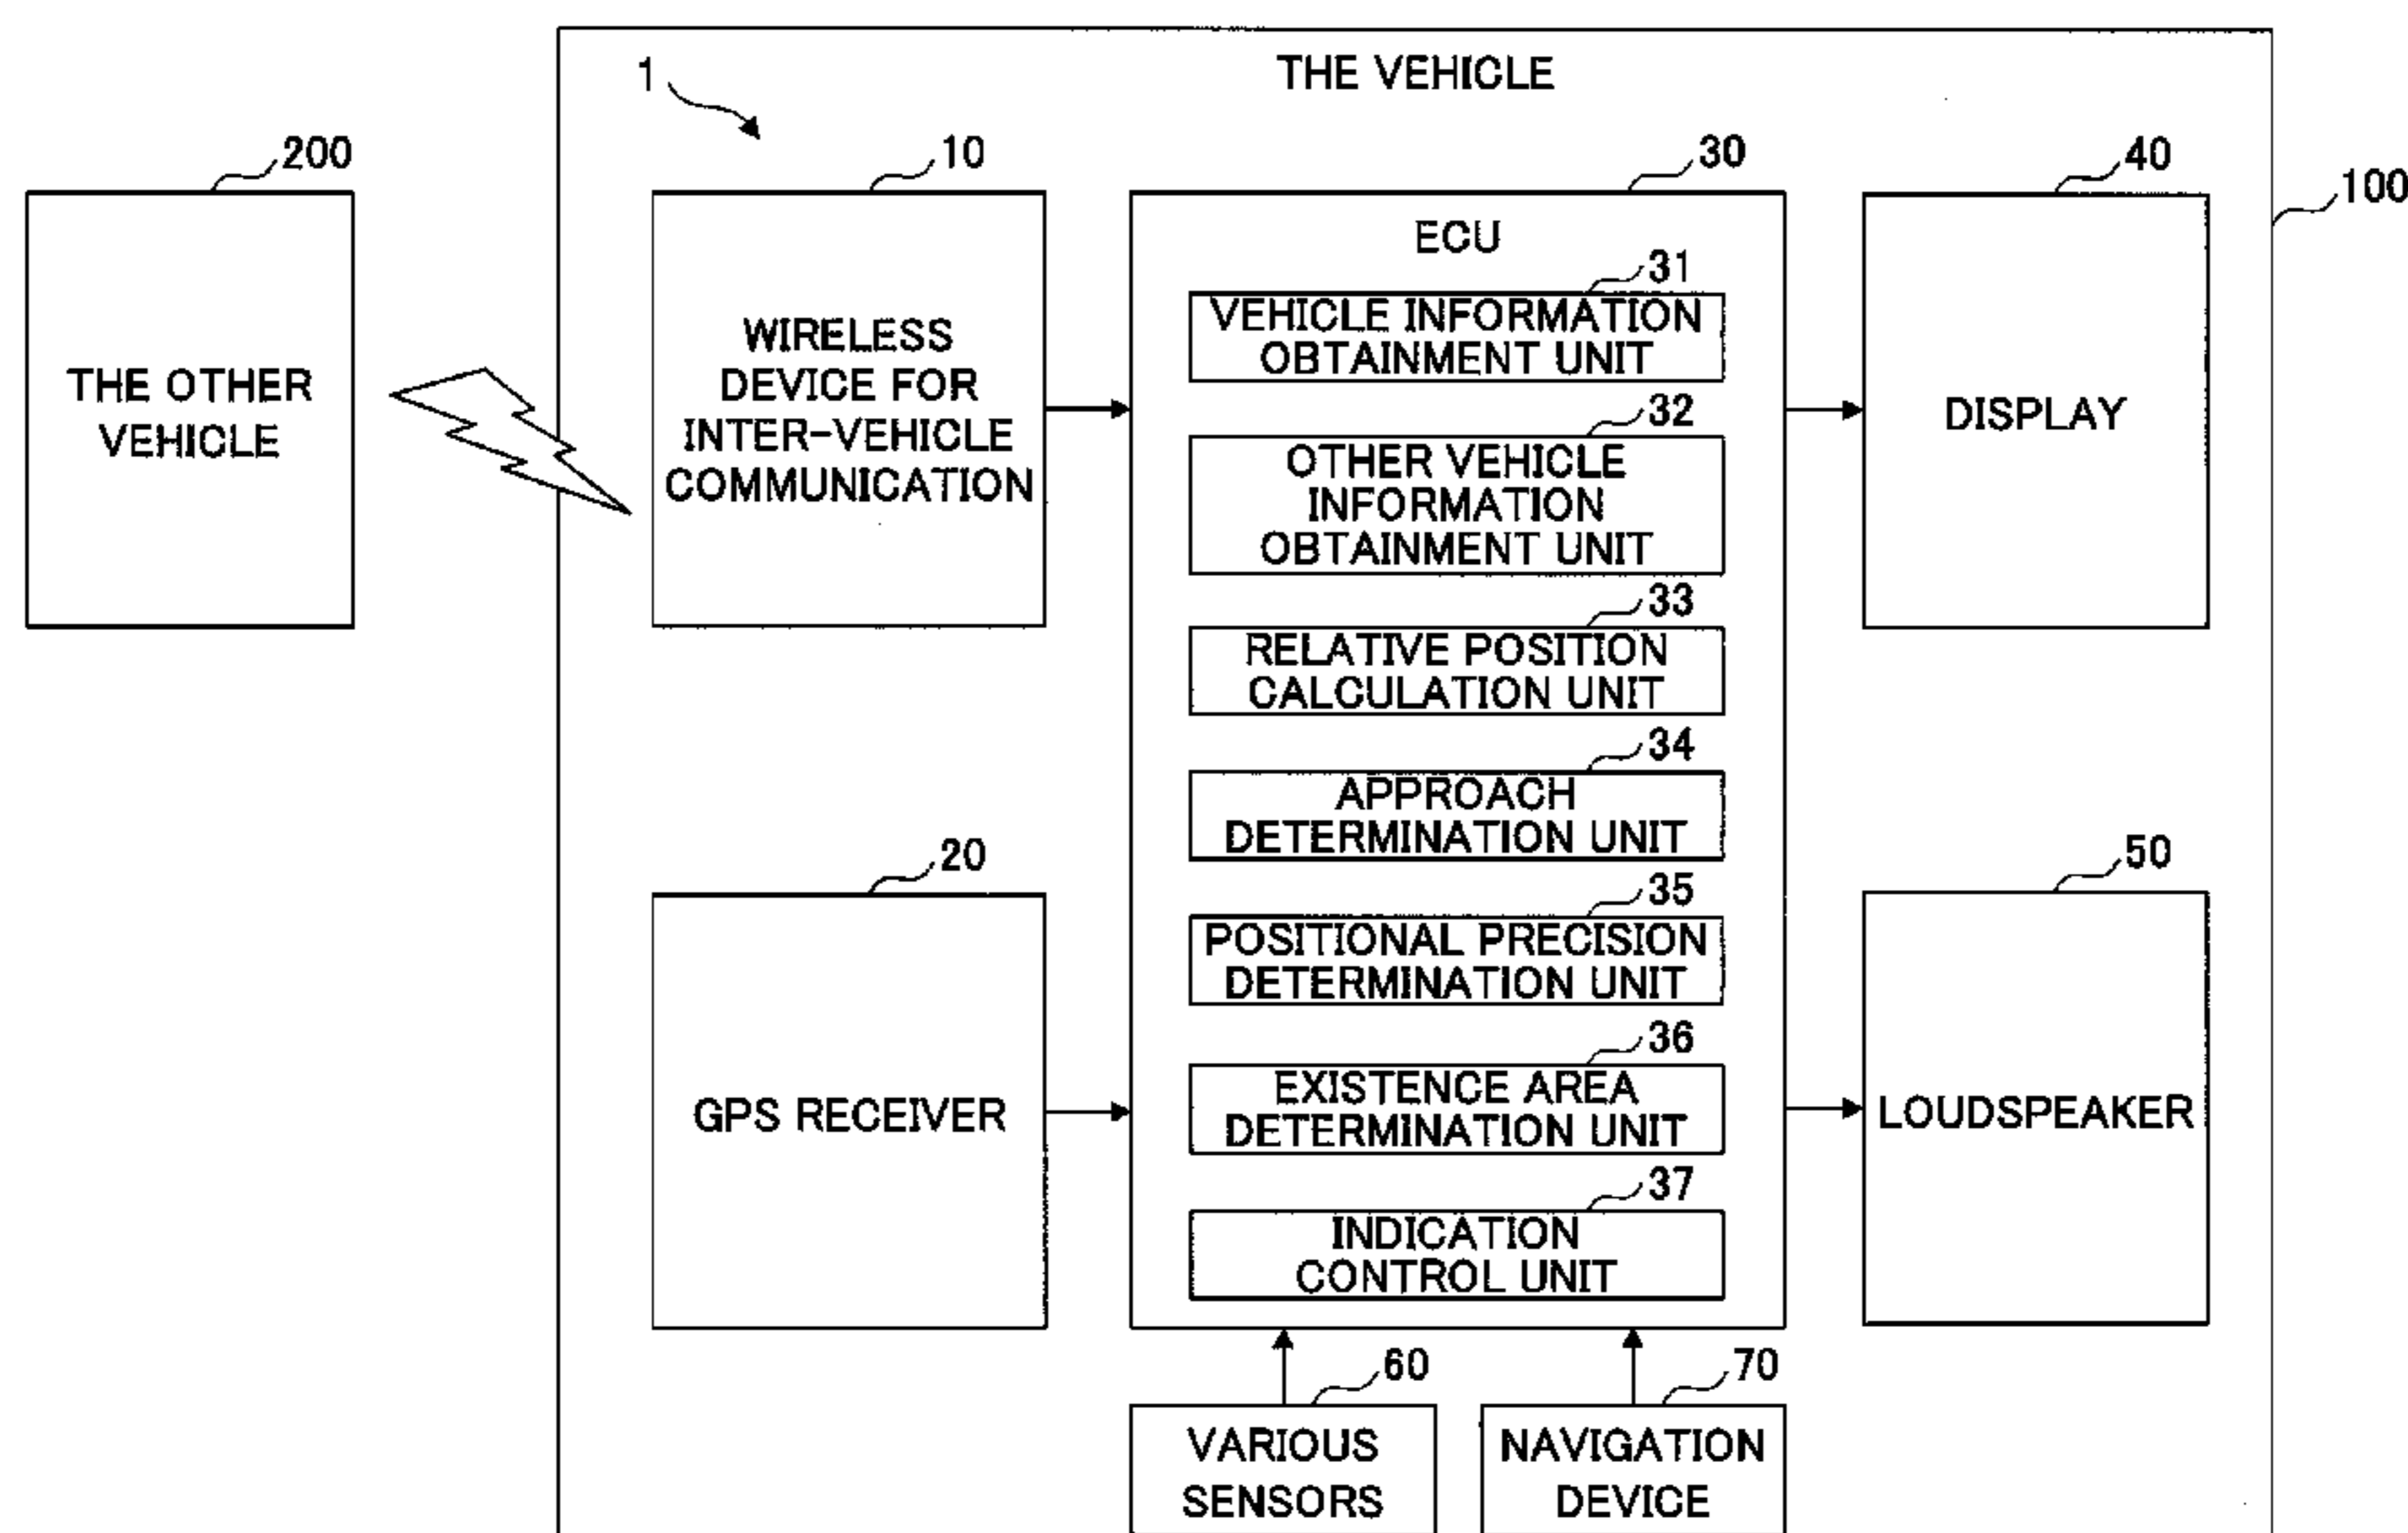 THE VEHICLE
1
200
10
30
40
100
THE OTHER
VEHICLE
WIRELESS
DEVICE FOR
INTER-VEHICLE
COMMUNICATION
ECU
31
VEHICLE INFORMATION
OBTAINMENT UNIT
32
OTHER VEHICLE
INFORMATION
OBTAINMENT UNIT
33
RELATIVE POSITION
CALCULATION UNIT
34
APPROACH
DETERMINATION UNIT
35
POSITIONAL PRECISION
DETERMINATION UNIT
36
EXISTENCE AREA
DETERMINATION UNIT
37
INDICATION
CONTROL UNIT
DISPLAY
20
GPS RECEIVER
50
LOUDSPEAKER
60
VARIOUS
SENSORS
70
NAVIGATION
DEVICE